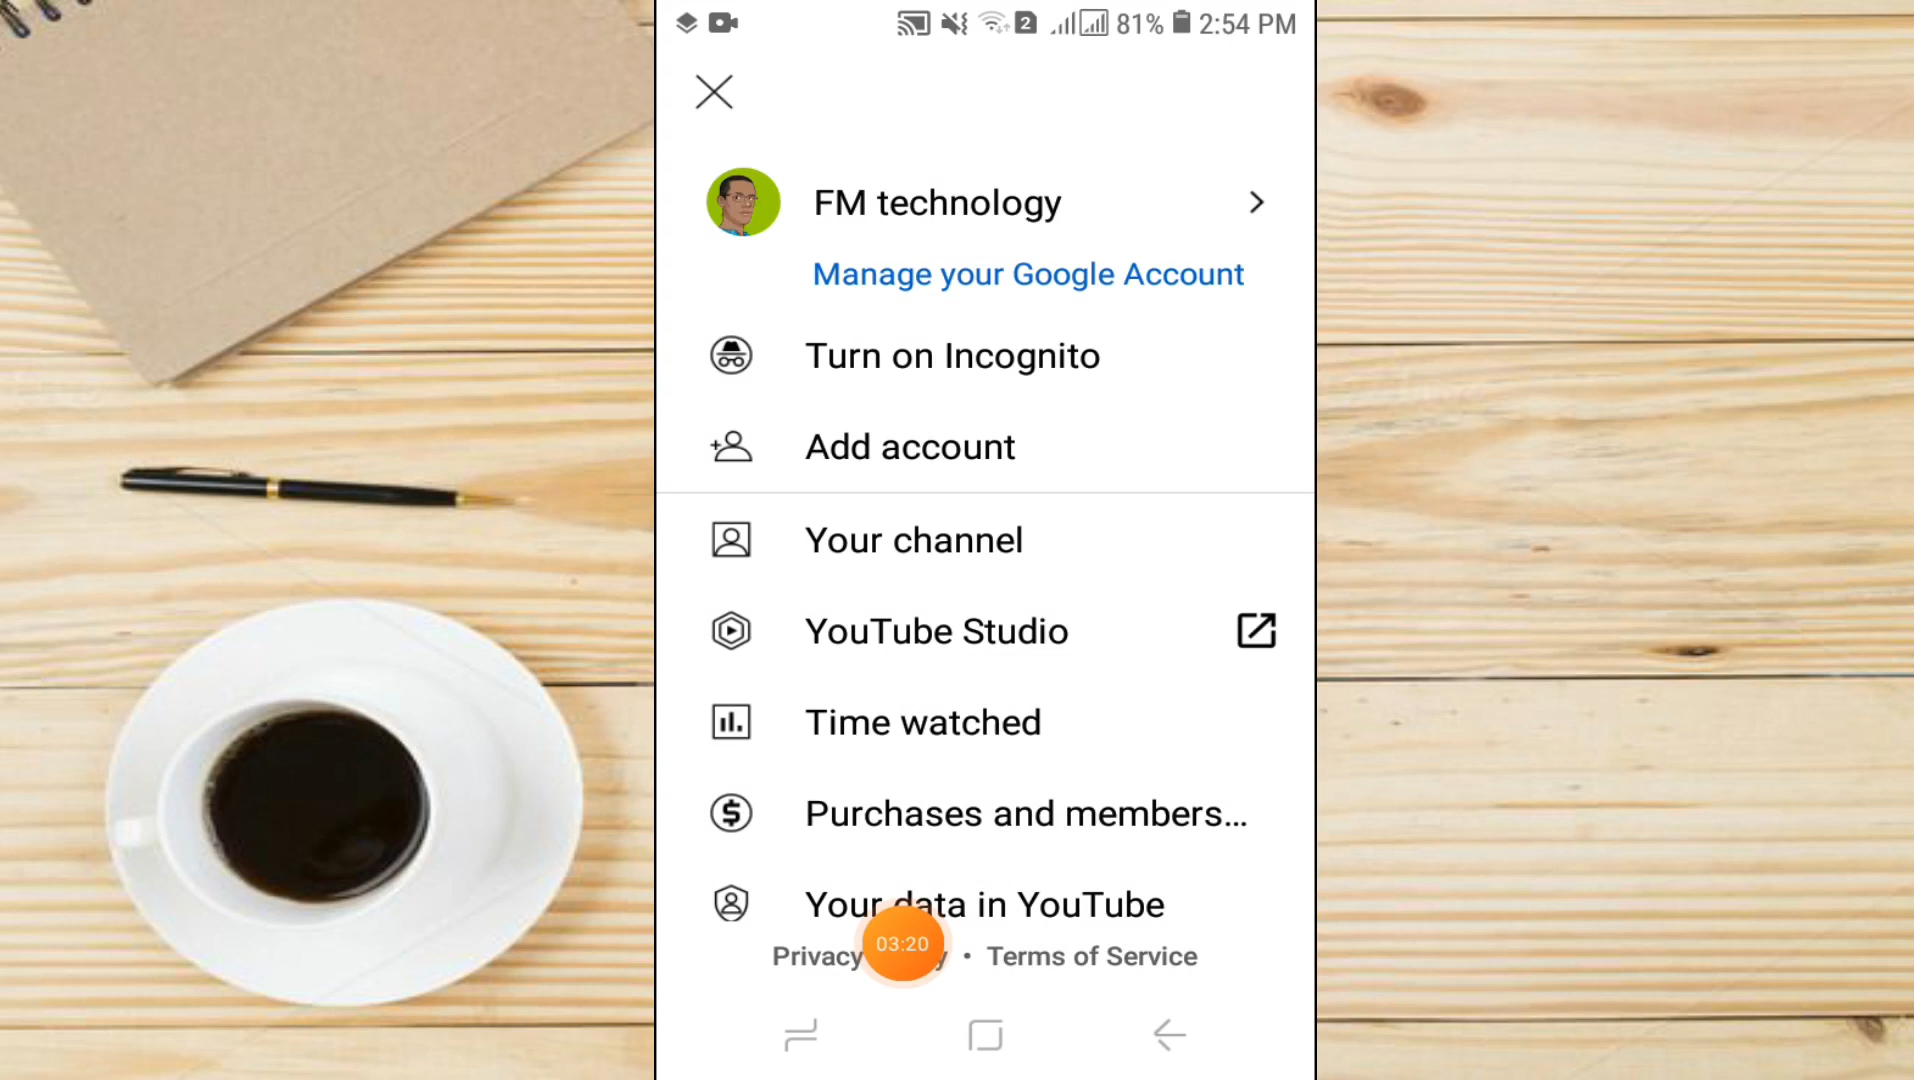 2 81% 2:54 PM
FM technology
Manage your Google Account
Turn on Incognito
Add account
Your channel
YouTube Studio
Time watched
Purchases and members...
Your data in YouTube
03:20
Privacy • Terms of Service